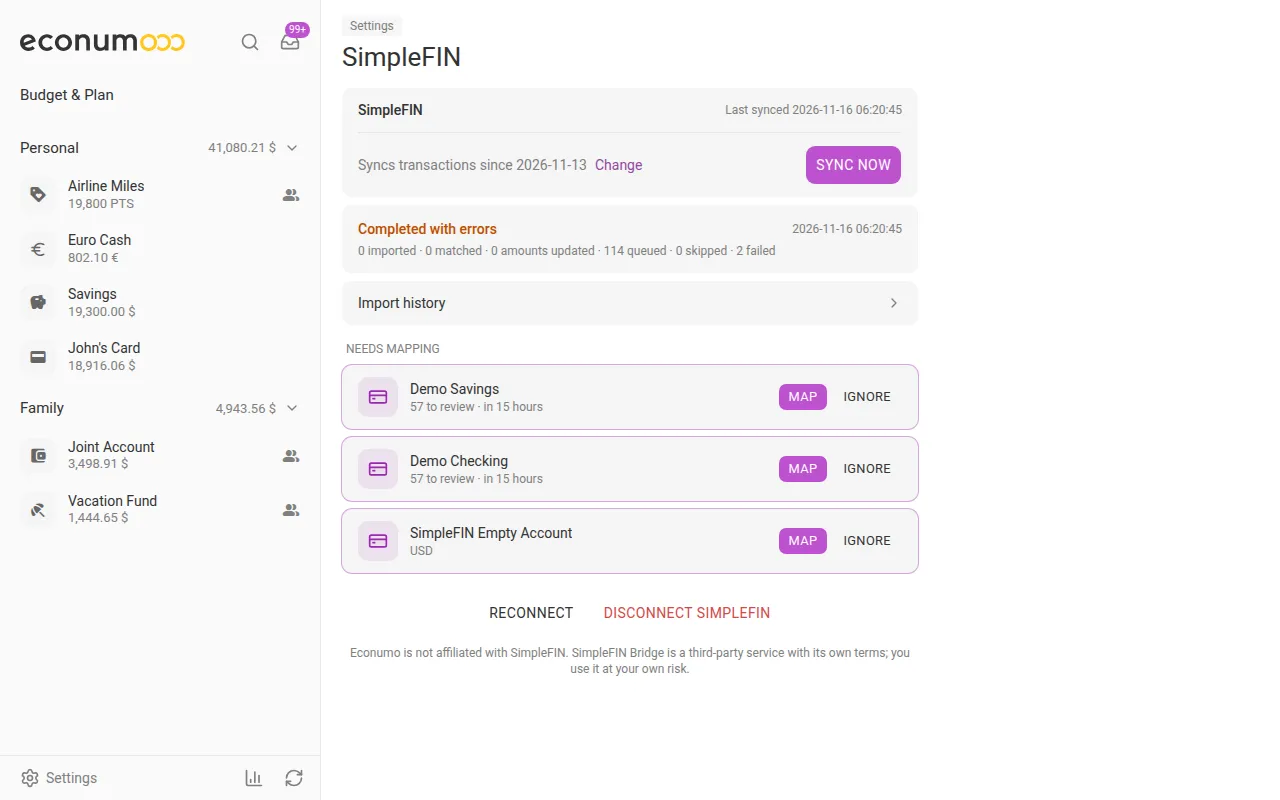 econumo
99+
Budget & Plan
Personal 41,080.21 $
Airline Miles
19,800 PTS
Euro Cash
802.10 €
Savings
19,300.00 $
John's Card
18,916.06 $
Family 4,943.56 $
Joint Account
3,498.91 $
Vacation Fund
1,444.65 $
Settings
Settings
SimpleFIN
SimpleFIN Last synced 2026-11-16 06:20:45
Syncs transactions since 2026-11-13 Change SYNC NOW
Completed with errors 2026-11-16 06:20:45
0 imported · 0 matched · 0 amounts updated · 114 queued · 0 skipped · 2 failed
Import history
NEEDS MAPPING
Demo Savings
57 to review · in 15 hours
MAP IGNORE
Demo Checking
57 to review · in 15 hours
MAP IGNORE
SimpleFIN Empty Account
USD
MAP IGNORE
RECONNECT DISCONNECT SIMPLEFIN
Econumo is not affiliated with SimpleFIN. SimpleFIN Bridge is a third-party service with its own terms; you
use it at your own risk.